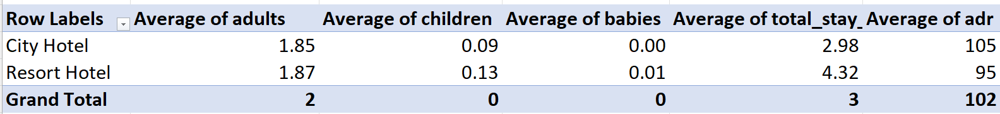 Row Labels Average of adults Average of children Average of babies Average of total_stay_ Average of adr
City Hotel 1.85 0.09 0.00 2.98 105
Resort Hotel 1.87 0.13 0.01 4.32 95
Grand Total 2 0 0 3 102